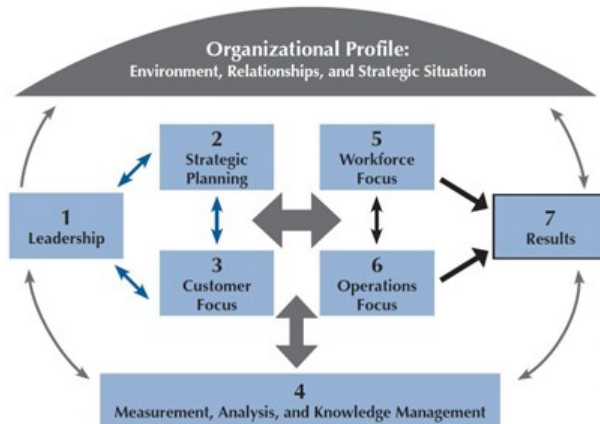 Organizational Profile:
Environment, Relationships, and Strategic Situation
2
Strategic
Planning
5
Workforce
Focus
1
Leadership
7
Results
3
Customer
Focus
6
Operations
Focus
4
Measurement, Analysis, and Knowledge Management